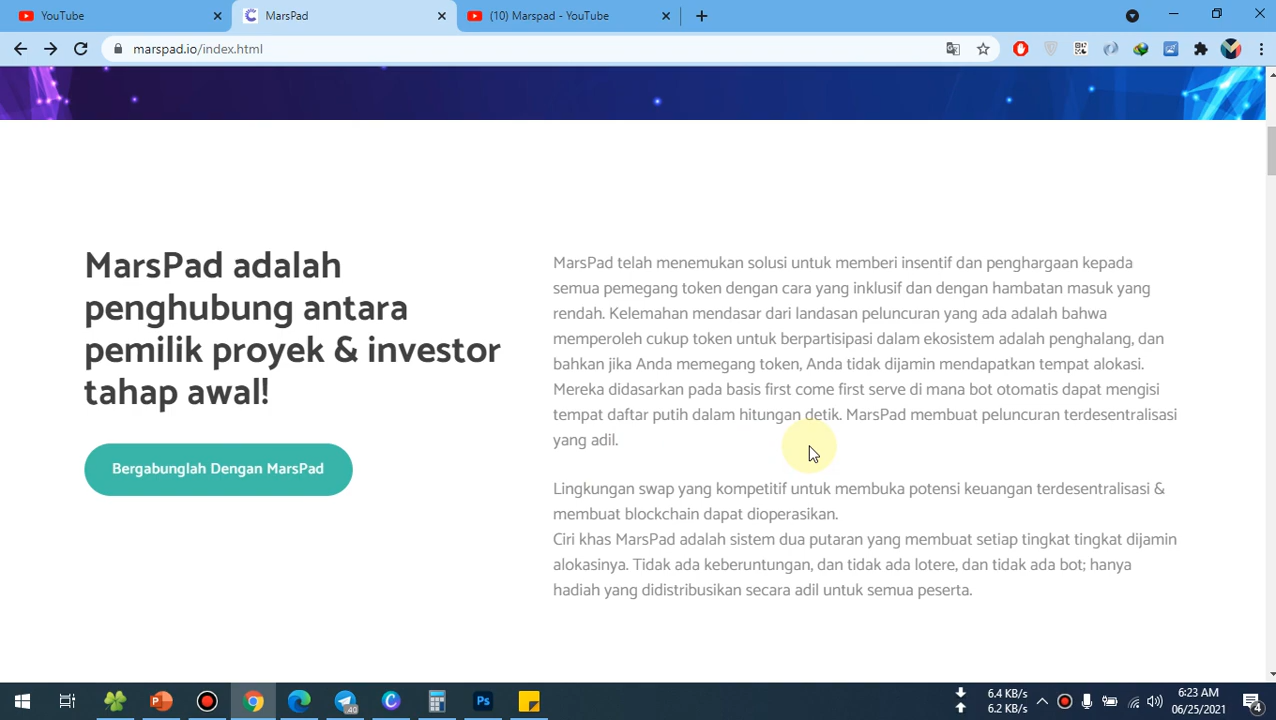 YouTube
MarsPad
(10) Marspad - YouTube
marspad.io/index.html
MarsPad adalah
penghubung antara
pemilik proyek & investor
tahap awal!
Bergabunglah Dengan MarsPad
MarsPad telah menemukan solusi untuk memberi insentif dan penghargaan kepada
semua pemegang token dengan cara yang inklusif dan dengan hambatan masuk yang
rendah. Kelemahan mendasar dari landasan peluncuran yang ada adalah bahwa
memperoleh cukup token untuk berpartisipasi dalam ekosistem adalah penghalang, dan
bahkan jika Anda memegang token, Anda tidak dijamin mendapatkan tempat alokasi.
Mereka didasarkan pada basis first come first serve di mana bot otomatis dapat mengisi
tempat daftar putih dalam hitungan detik. MarsPad membuat peluncuran terdesentralisasi
yang adil.
Lingkungan swap yang kompetitif untuk membuka potensi keuangan terdesentralisasi &
membuat blockchain dapat dioperasikan.
Ciri khas MarsPad adalah sistem dua putaran yang membuat setiap tingkat tingkat dijamin
alokasinya. Tidak ada keberuntungan, dan tidak ada lotere, dan tidak ada bot; hanya
hadiah yang didistribusikan secara adil untuk semua peserta.
40
6.4 KB/s
6.2 KB/s
6:23 AM
06/25/2021
4